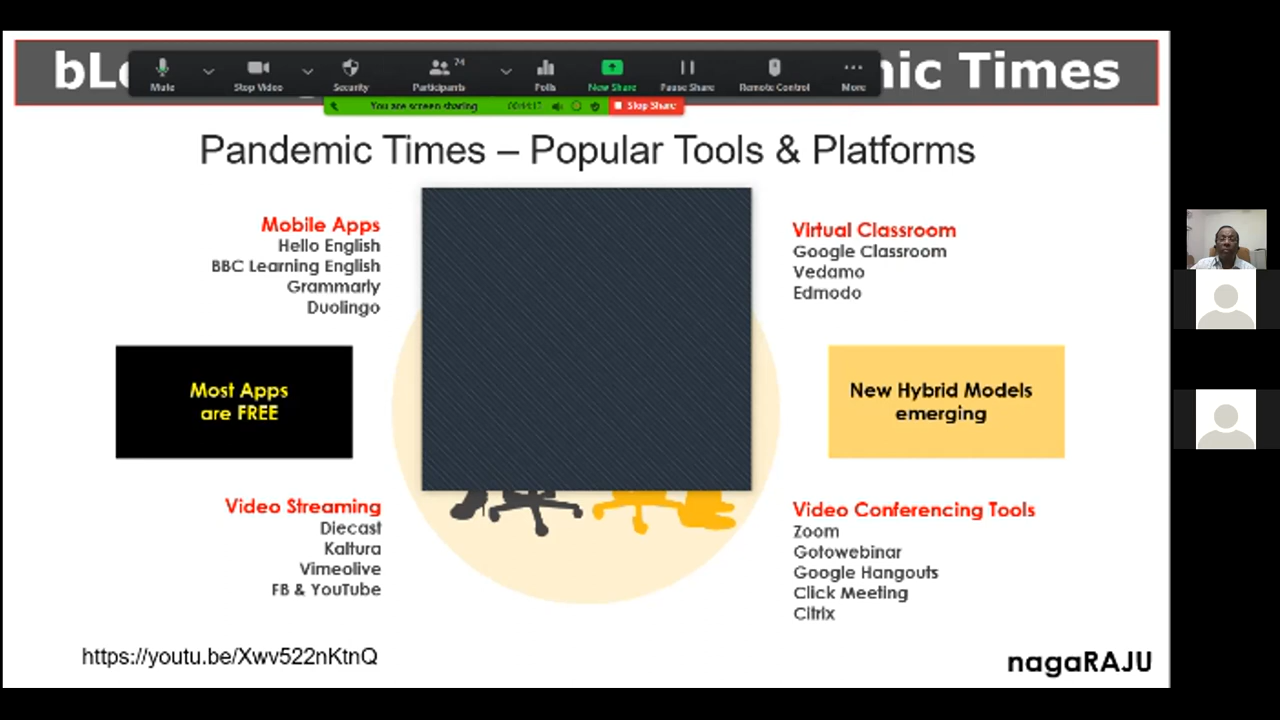 bLe
nic Times
Mute
Stop Video
Security
Participants
74
Polls
New Share
Pause Share
Remote Control
More
You are screen sharing
Stop Share
Pandemic Times – Popular Tools & Platforms
Mobile Apps
Hello English
BBC Learning English
Grammarly
Duolingo
Virtual Classroom
Google Classroom
Vedamo
Edmodo
Most Apps
are FREE
New Hybrid Models
emerging
Video Streaming
Diecast
Kaltura
Vimeolive
FB & YouTube
Video Conferencing Tools
Zoom
Gotowebinar
Google Hangouts
Click Meeting
Citrix
https://youtu.be/Xwv522nKtnQ
nagaRAJU